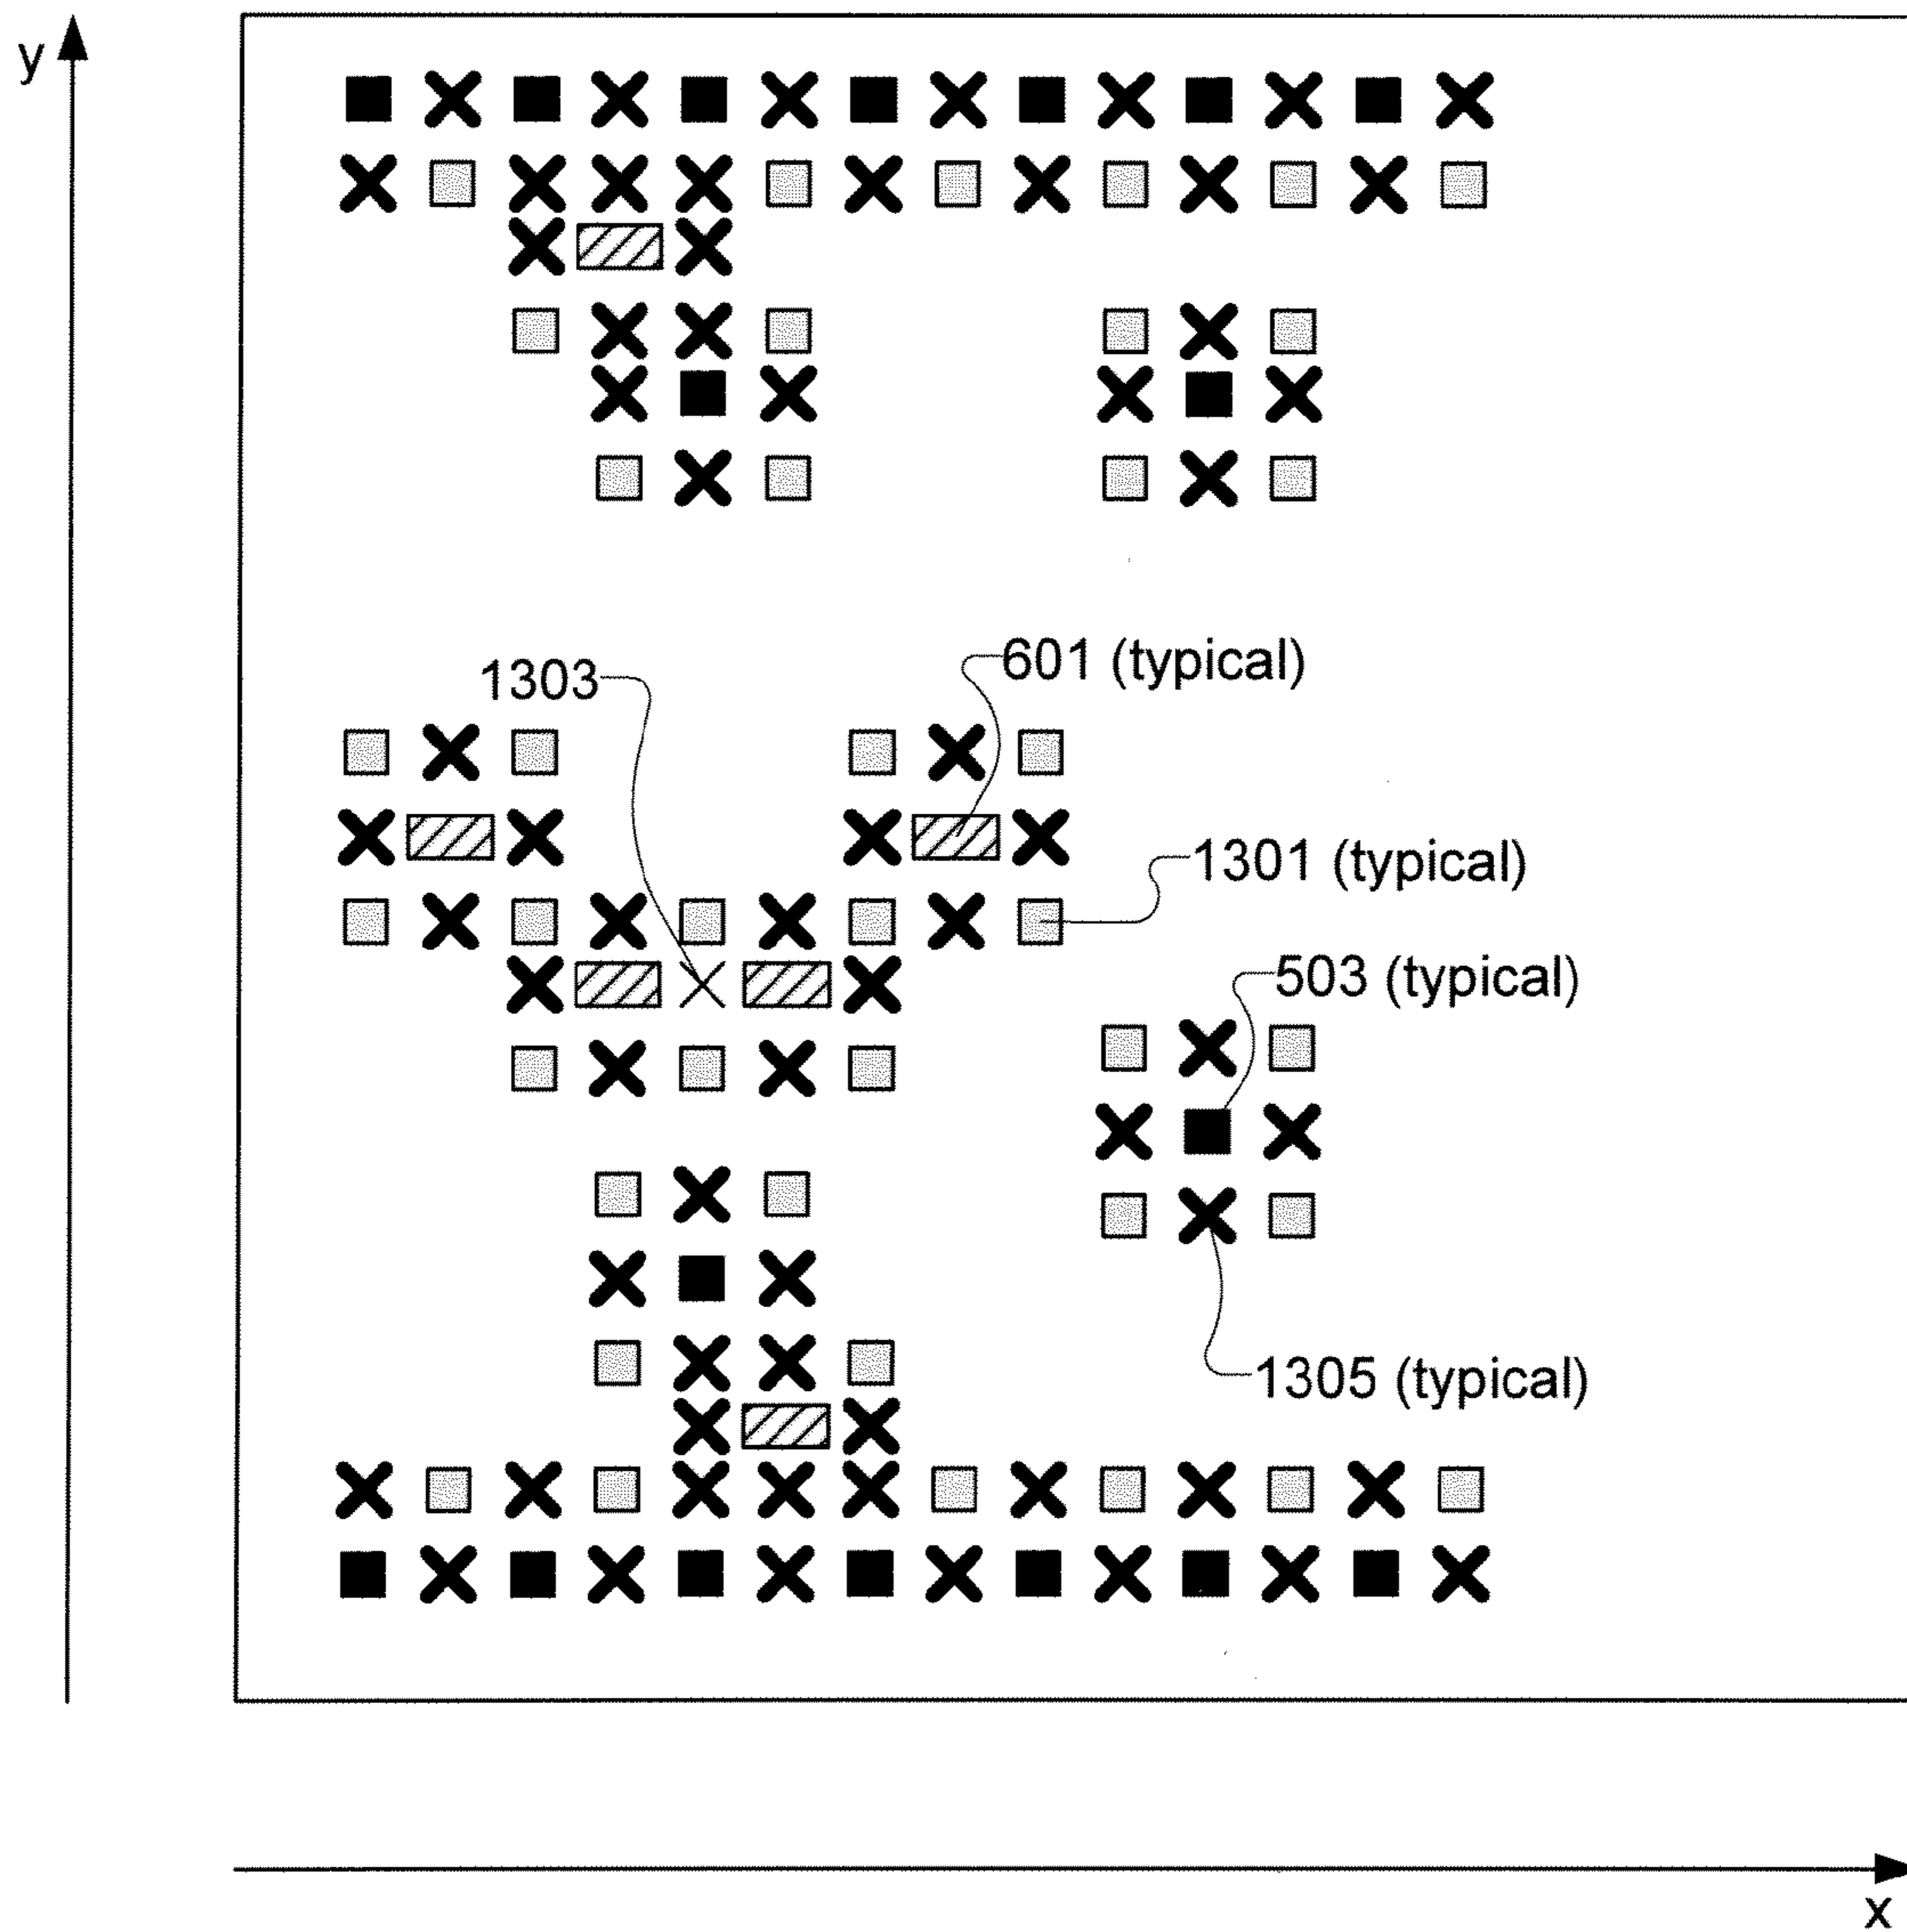 y
601 (typical)
1303
1301 (typical)
503 (typical)
1305 (typical)
x